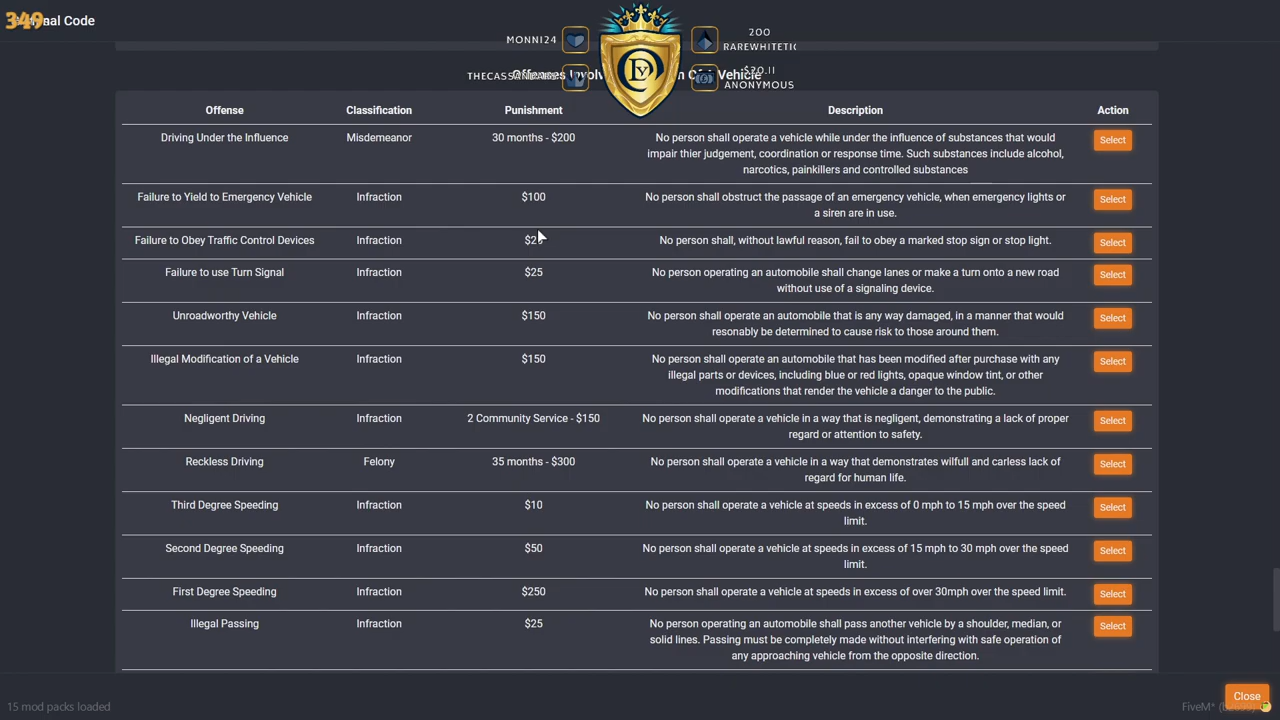 349
nal Code
MONNI24
200
RAREWHITETI
$20.11
ANONYMOUS
Offense Classification Punishment Description Action
Driving Under the Influence Misdemeanor 30 months - $200 No person shall operate a vehicle while under the influence of substances that would Select
impair thier judgement, coordination or response time. Such substances include alcohol,
narcotics, painkillers and controlled substances
Failure to Yield to Emergency Vehicle Infraction $100 No person shall obstruct the passage of an emergency vehicle, when emergency lights or Select
a siren are in use.
Failure to Obey Traffic Control Devices Infraction No person shall, without lawful reason, fail to obey a marked stop sign or stop light. Select
Failure to use Turn Signal Infraction $25 No person operating an automobile shall change lanes or make a turn onto a new road Select
without use of a signaling device.
Unroadworthy Vehicle Infraction $150 No person shall operate an automobile that is any way damaged, in a manner that would Select
resonably be determined to cause risk to those around them.
Illegal Modification of a Vehicle Infraction $150 No person shall operate an automobile that has been modified after purchase with any Select
illegal parts or devices, including blue or red lights, opaque window tint, or other
modifications that render the vehicle a danger to the public.
Negligent Driving Infraction 2 Community Service - $150 No person shall operate a vehicle in a way that is negligent, demonstrating a lack of proper Select
regard or attention to safety.
Reckless Driving Felony 35 months - $300 No person shall operate a vehicle in a way that demonstrates wilfull and carless lack of Select
regard for human life.
Third Degree Speeding Infraction $10 No person shall operate a vehicle at speeds in excess of 0 mph to 15 mph over the speed Select
limit.
Second Degree Speeding Infraction $50 No person shall operate a vehicle at speeds in excess of 15 mph to 30 mph over the speed Select
limit.
First Degree Speeding Infraction $250 No person shall operate a vehicle at speeds in excess of over 30mph over the speed limit. Select
Illegal Passing Infraction $25 No person operating an automobile shall pass another vehicle by a shoulder, median, or Select
solid lines. Passing must be completely made without interfering with safe operation of
any approaching vehicle from the opposite direction.
Close
15 mod packs loaded
FiveM*